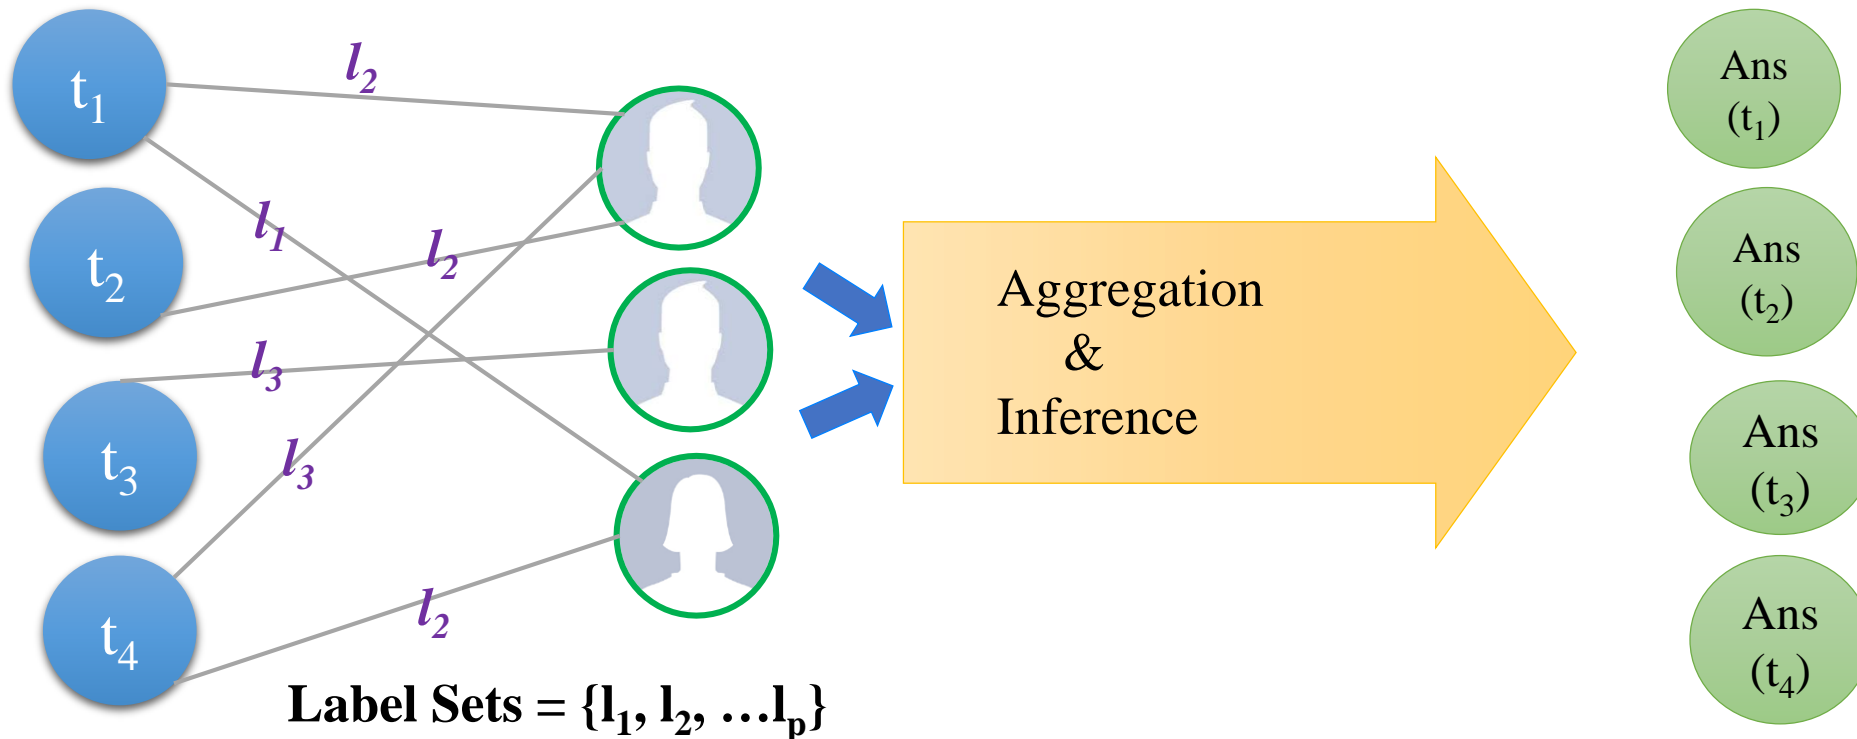 t1
t2
t3
t4
l2
l1
l2
l3
l3
l2
Label Sets = {l1, l2, …lp}
Aggregation
&
Inference
Ans
(t1)
Ans
(t2)
Ans
(t3)
Ans
(t4)